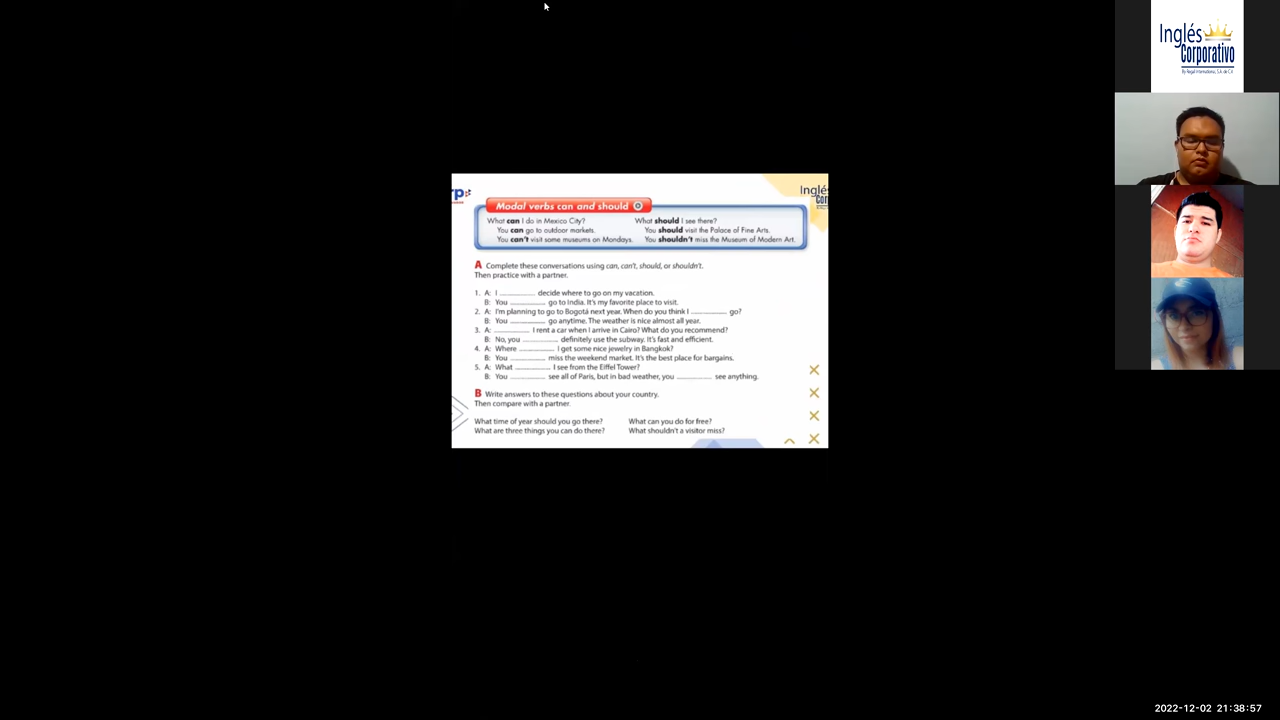 Inglés
Corporativo
By Regal International, S.A. de C.V.
rp
Inglés
Cor
Modal verbs can and should
What can I do in Mexico City? What should I see there?
You can go to outdoor markets. You should visit the Palace of Fine Arts.
You can't visit some museums on Mondays. You shouldn't miss the Museum of Modern Art.
A Complete these conversations using can, can't, should, or shouldn't.
Then practice with a partner.
1. A: I ............ decide where to go on my vacation.
B: You ............ go to India. It's my favorite place to visit.
2. A: I'm planning to go to Bogotá next year. When do you think I ............ go?
B: You ............ go anytime. The weather is nice almost all year.
3. A: ............ I rent a car when I arrive in Cairo? What do you recommend?
B: No, you ............ definitely use the subway. It's fast and efficient.
4. A: Where ............ I get some nice jewelry in Bangkok?
B: You ............ miss the weekend market. It's the best place for bargains.
5. A: What ............ I see from the Eiffel Tower?
B: You ............ see all of Paris, but in bad weather, you ............ see anything.
B Write answers to these questions about your country.
Then compare with a partner.
What time of year should you go there? What can you do for free?
What are three things you can do there? What shouldn't a visitor miss?
2022-12-02 21:38:57